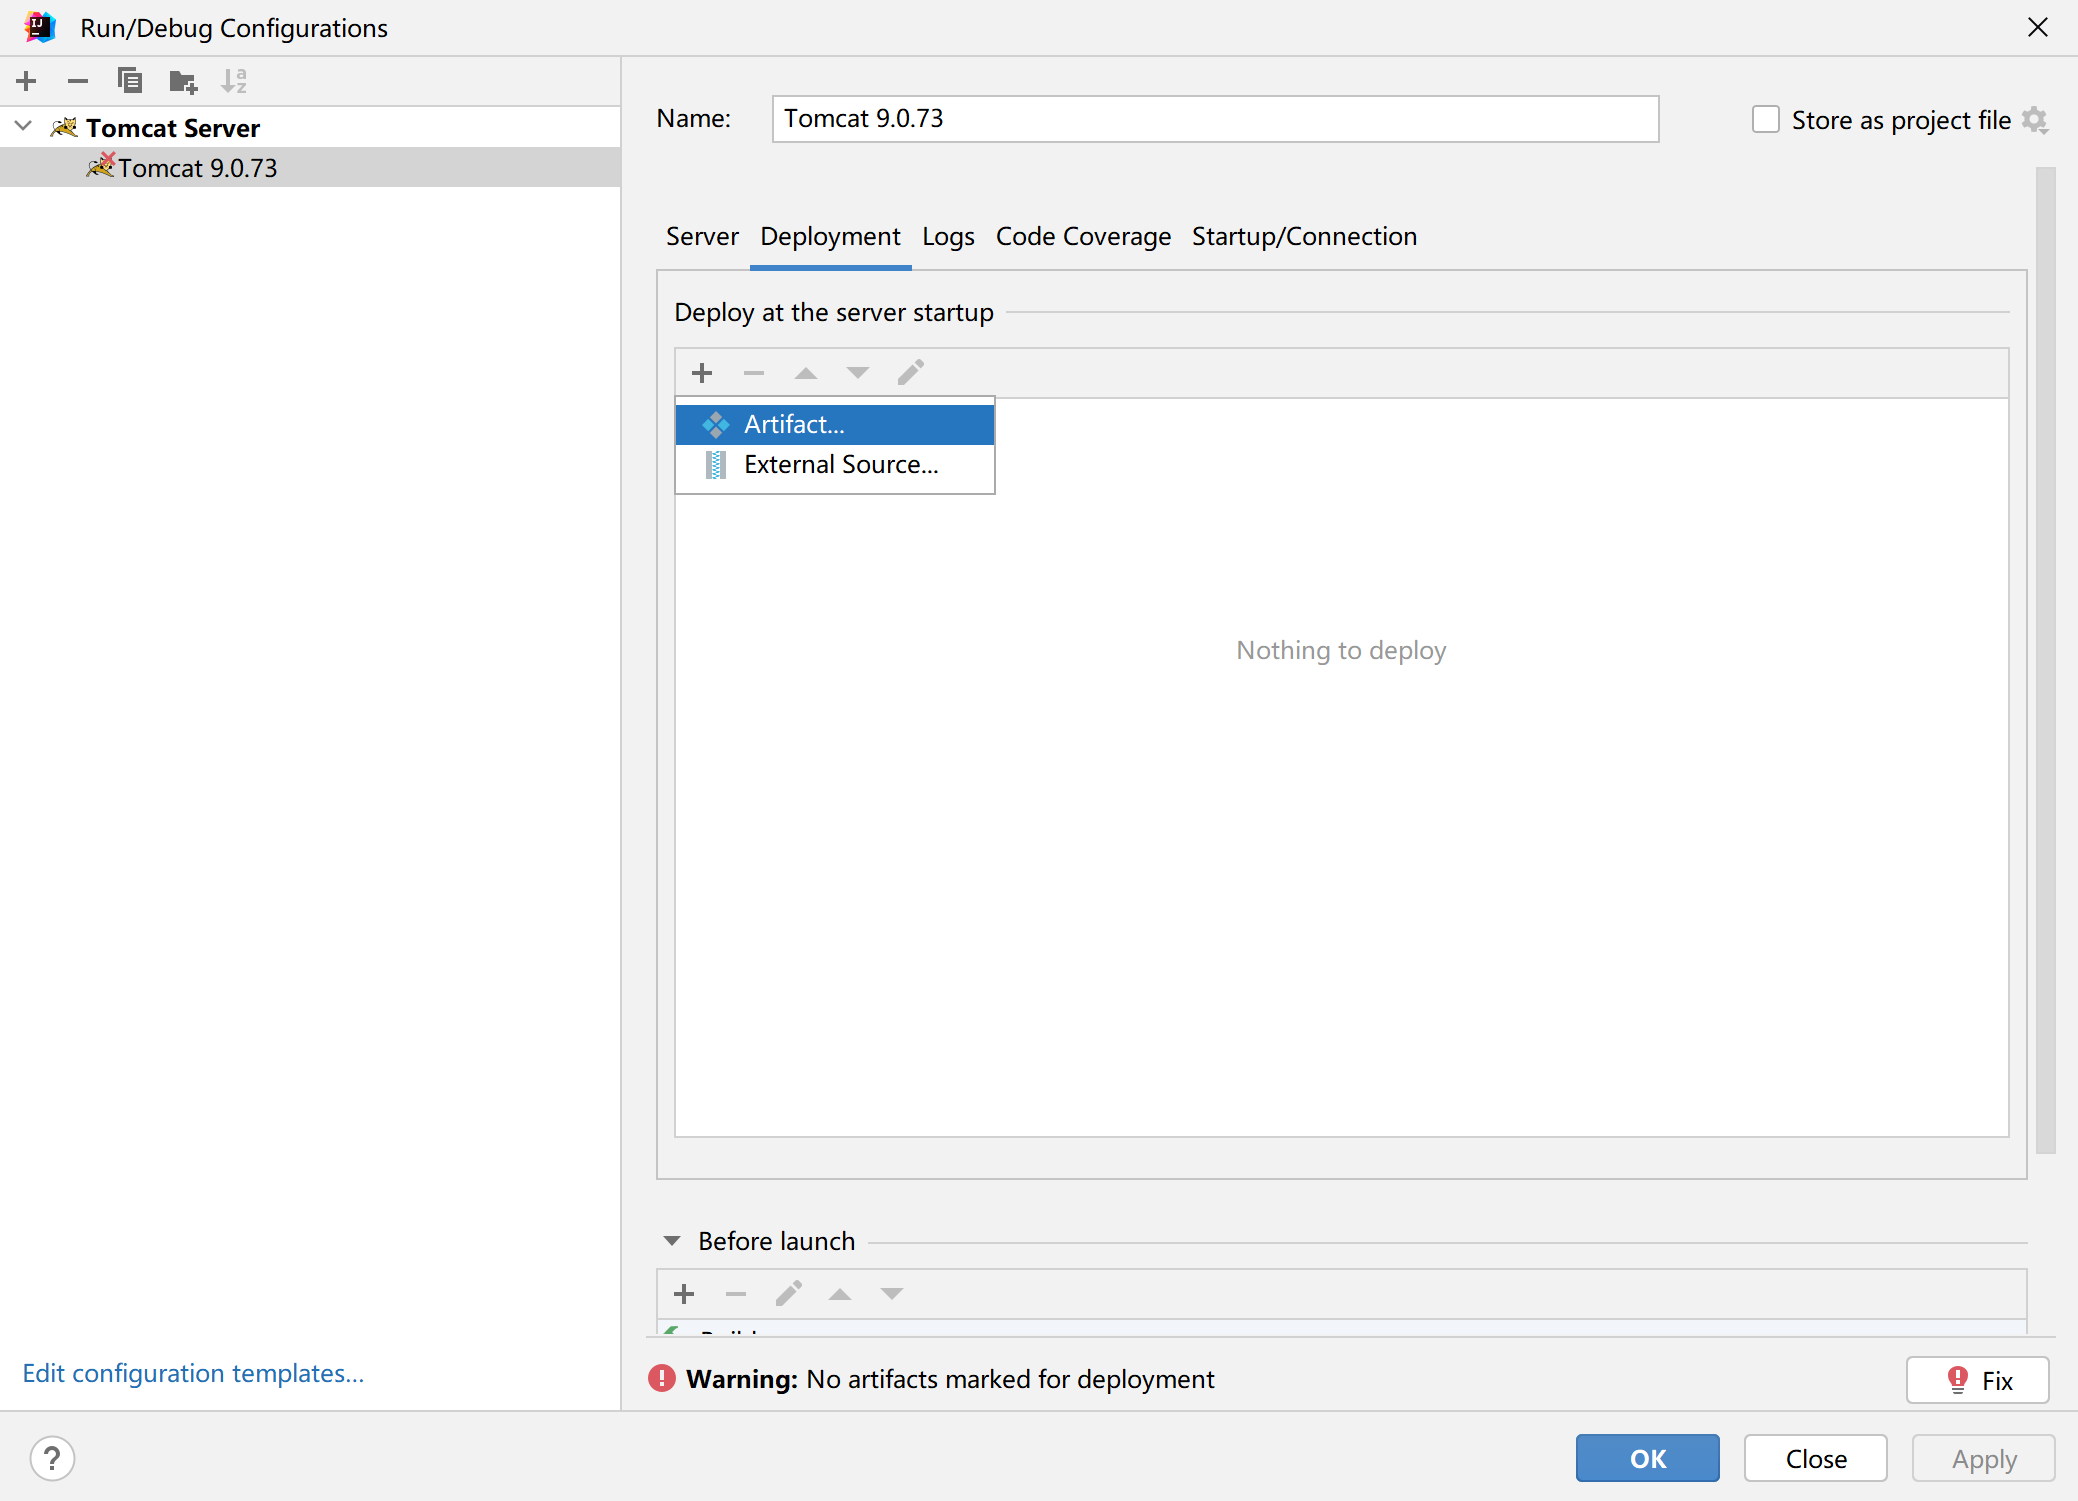 Run/Debug Configurations
Tomcat Server
Tomcat 9.0.73
Edit configuration templates...
Name: Tomcat 9.0.73
Store as project file
Server Deployment Logs Code Coverage Startup/Connection
Deploy at the server startup
Artifact...
External Source...
Nothing to deploy
Before launch
Warning: No artifacts marked for deployment
Fix
?
OK Close Apply